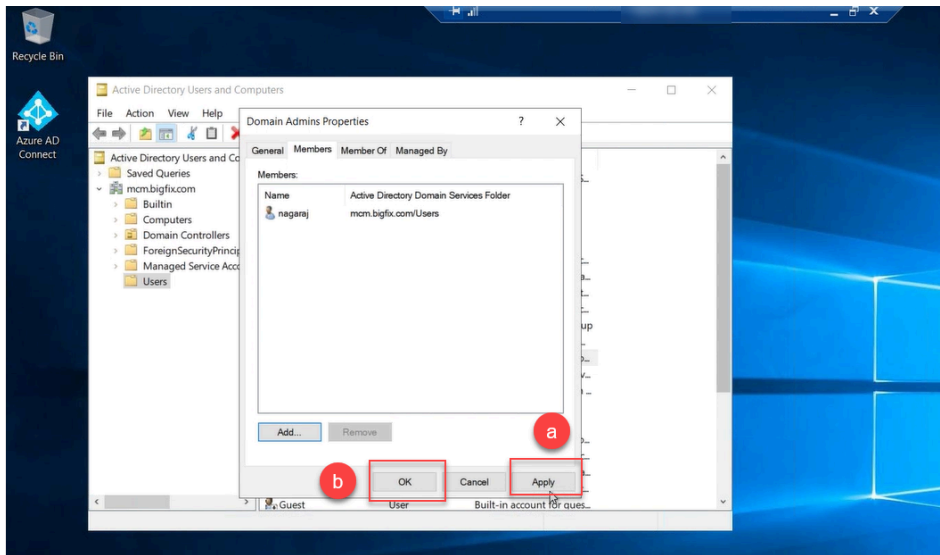 Recycle Bin
Azure AD
Connect
Active Directory Users and Computers
File Action View Help
Active Directory Users and Co
Saved Queries
mcm.bigfix.com
Builtin
Computers
Domain Controllers
ForeignSecurityPrincip
Managed Service Acco
Users
Domain Admins Properties
General Members Member Of Managed By
Members:
Name Active Directory Domain Services Folder
nagaraj mcm.bigfix.com/Users
Add... Remove
a
b
OK Cancel Apply
up
Guest User Built-in account for ques...